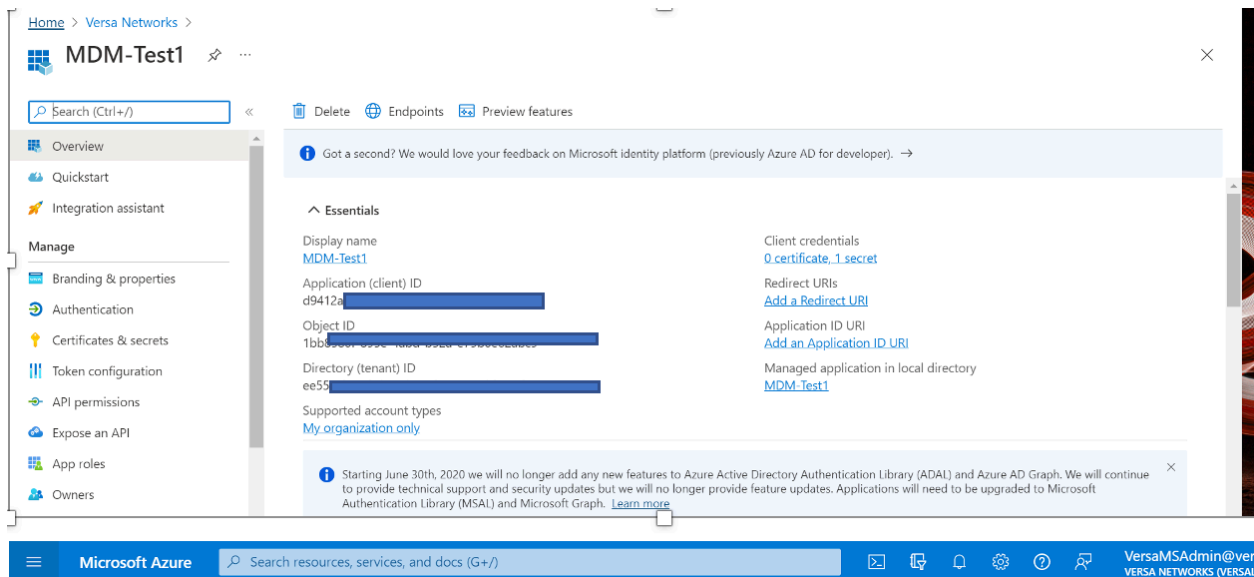 Home > Versa Networks >
MDM-Test1
Search (Ctrl+/)
Delete Endpoints Preview features
Overview
Got a second? We would love your feedback on Microsoft identity platform (previously Azure AD for developer). →
Quickstart
Integration assistant
Essentials
Manage
Display name
MDM-Test1
Client credentials
0 certificate, 1 secret
Branding & properties
Application (client) ID
d9412a
Redirect URIs
Add a Redirect URI
Authentication
Object ID
1bb
Application ID URI
Add an Application ID URI
Certificates & secrets
Token configuration
Directory (tenant) ID
ee55
Managed application in local directory
MDM-Test1
API permissions
Supported account types
My organization only
Expose an API
App roles
Owners
Starting June 30th, 2020 we will no longer add any new features to Azure Active Directory Authentication Library (ADAL) and Azure AD Graph. We will continue
to provide technical support and security updates but we will no longer provide feature updates. Applications will need to be upgraded to Microsoft
Authentication Library (MSAL) and Microsoft Graph. Learn more
Microsoft Azure
Search resources, services, and docs (G+/)
VersaMSAdmin@ver
VERSA NETWORKS (VERSA